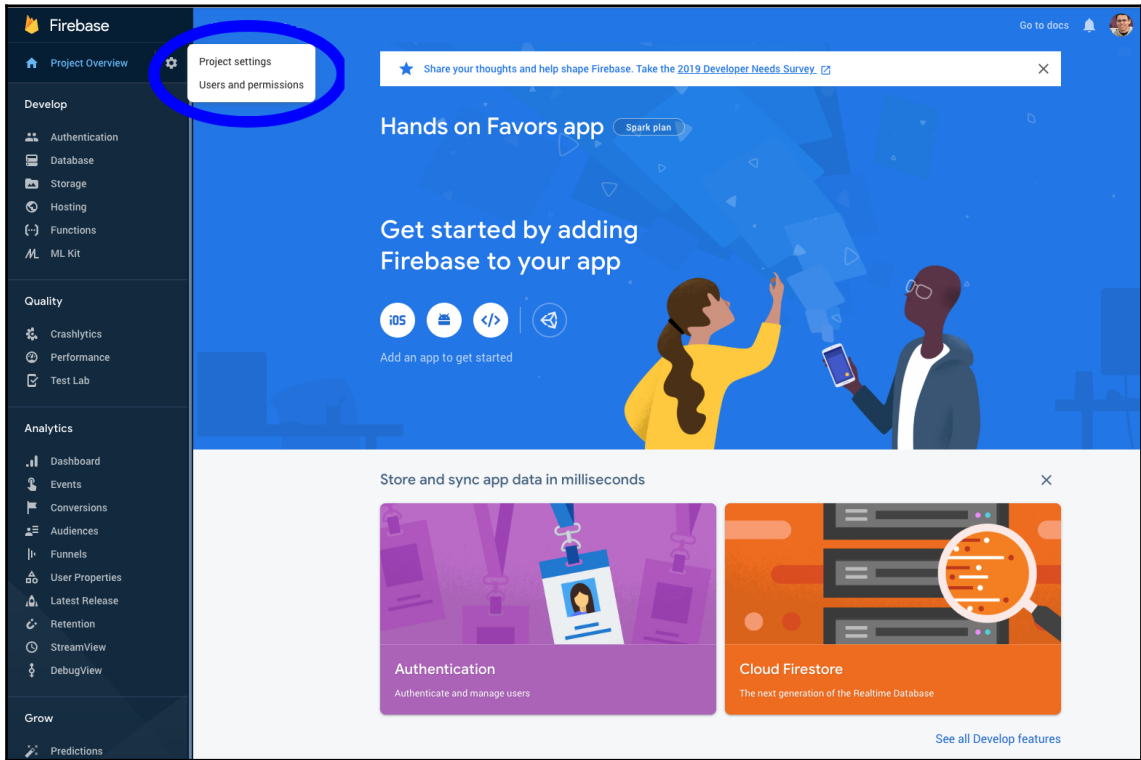 Firebase
Go to docs
Project Overview
Project settings
Users and permissions
Share your thoughts and help shape Firebase. Take the 2019 Developer Needs Survey
Develop
Authentication
Database
Storage
Hosting
Functions
ML Kit
Quality
Crashlytics
Performance
Test Lab
Analytics
Dashboard
Events
Conversions
Audiences
Funnels
User Properties
Latest Release
Retention
StreamView
DebugView
Grow
Predictions
Hands on Favors app Spark plan
Get started by adding
Firebase to your app
iOS
Add an app to get started
Store and sync app data in milliseconds
Authentication
Authenticate and manage users
Cloud Firestore
The next generation of the Realtime Database
See all Develop features